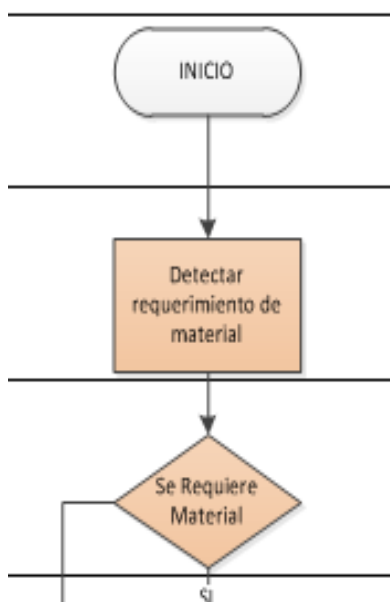 INICIO
Detectar
requerimiento de
material
Se Requiere
Material
SI